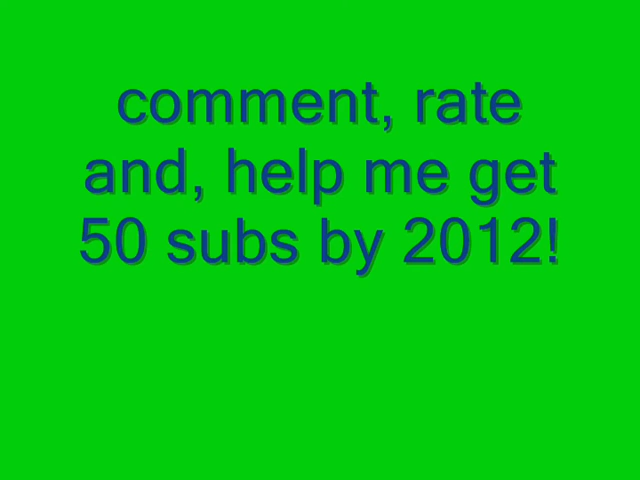 comment, rate
and, help me get
50 subs by 2012!